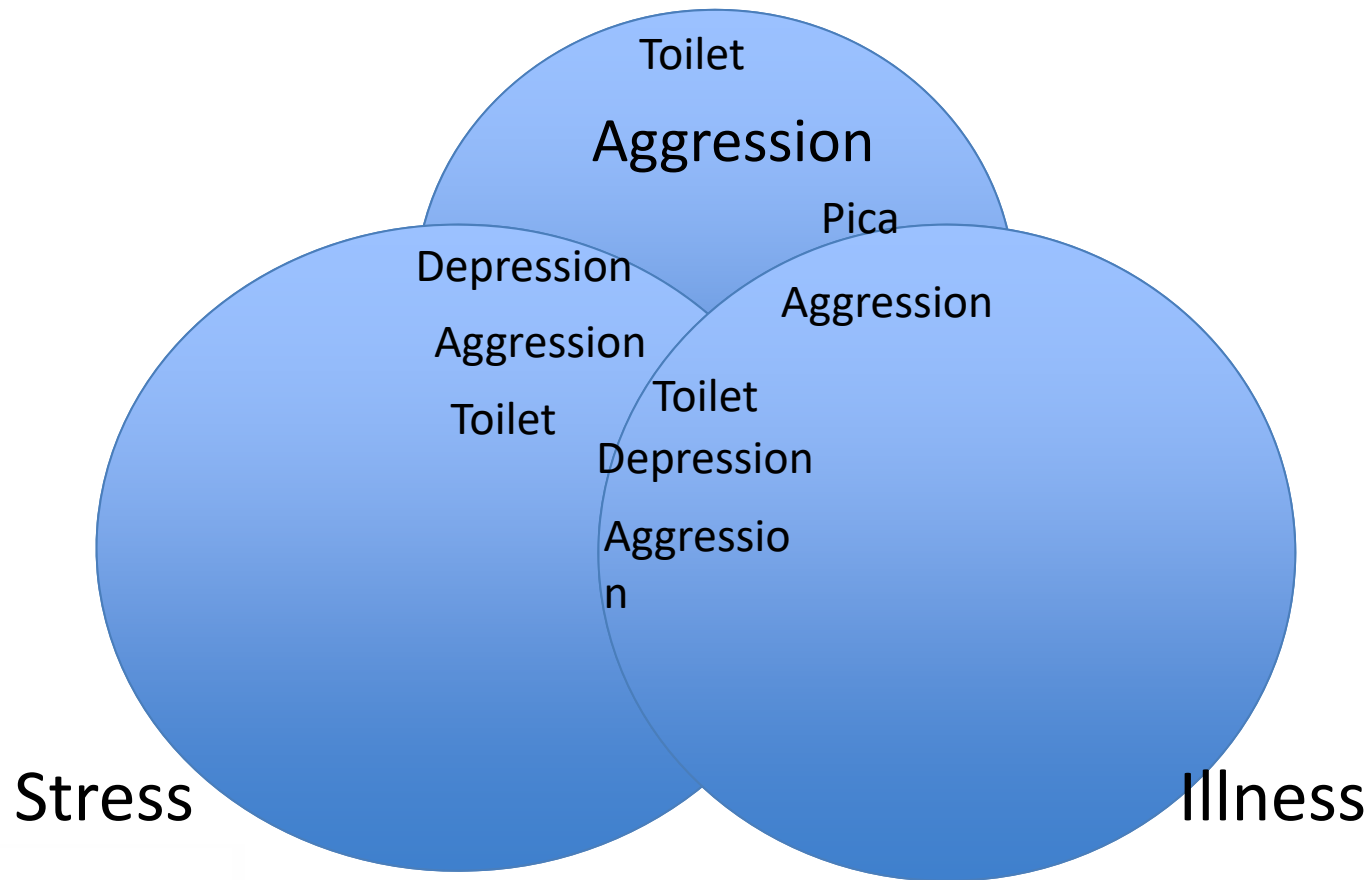 Toilet
Aggression
Pica
Depression
Aggression
Aggression
Toilet
Toilet
Depression
Aggressio
n
Stress
Illness